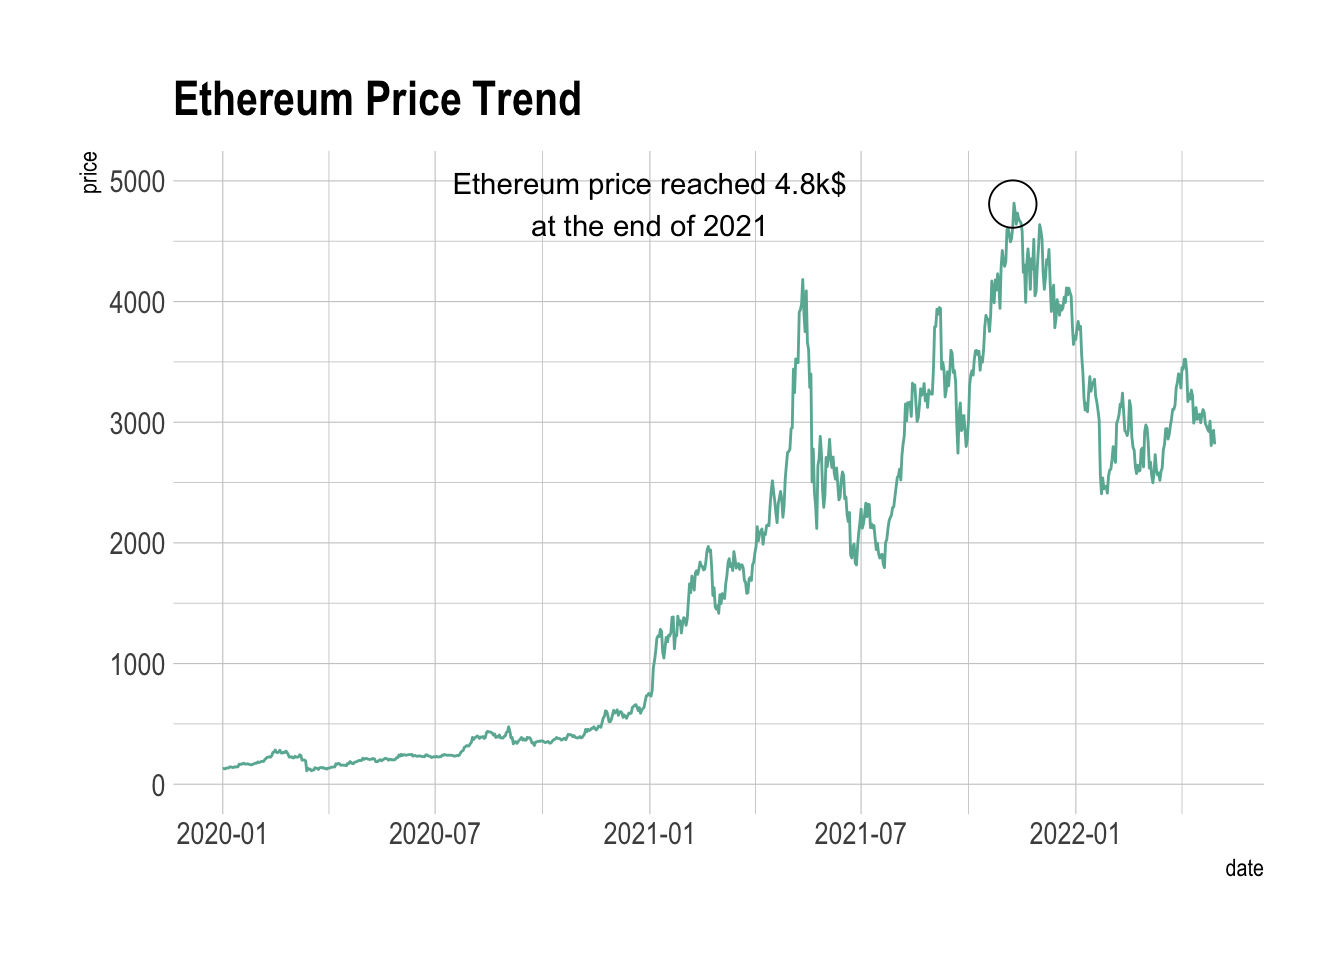 Ethereum Price Trend
price
Ethereum price reached 4.8k$
at the end of 2021
5000
4000
3000
2000
1000
0
2020-01
2020-07
2021-01
2021-07
2022-01
date